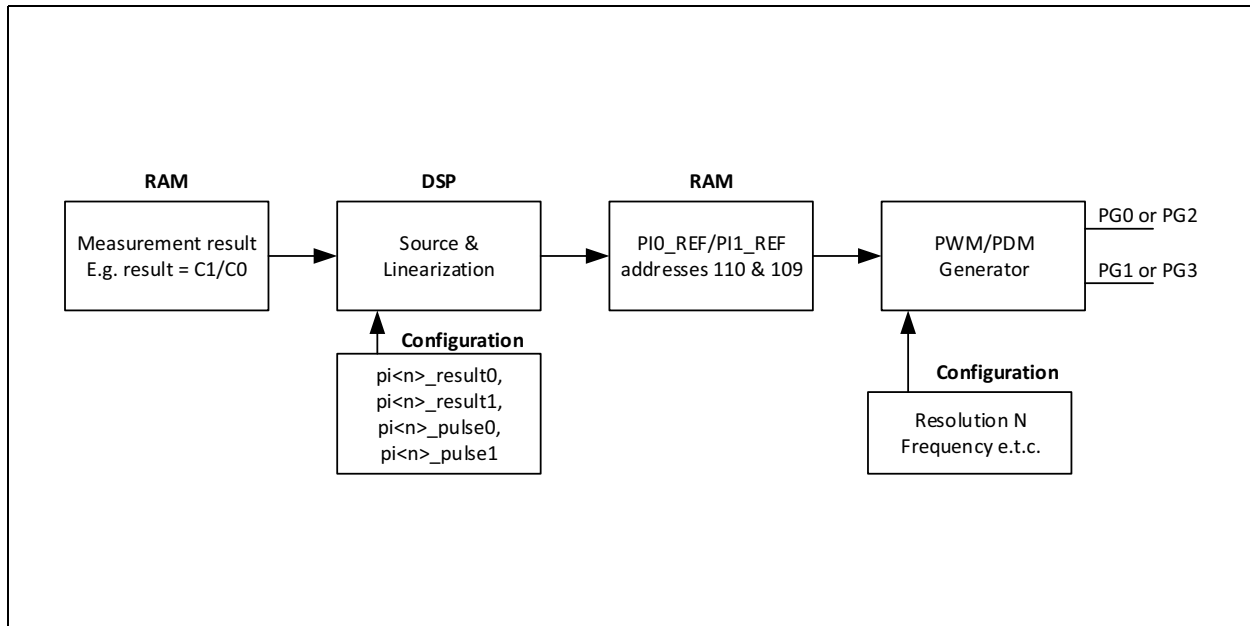 RAM
Measurement result
E.g. result = C1/C0
DSP
Source &
Linearization
Configuration
pi<n>_result0,
pi<n>_result1,
pi<n>_pulse0,
pi<n>_pulse1
RAM
PI0_REF/PI1_REF
addresses 110 & 109
PWM/PDM
Generator
PG0 or PG2
PG1 or PG3
Configuration
Resolution N
Frequency e.t.c.